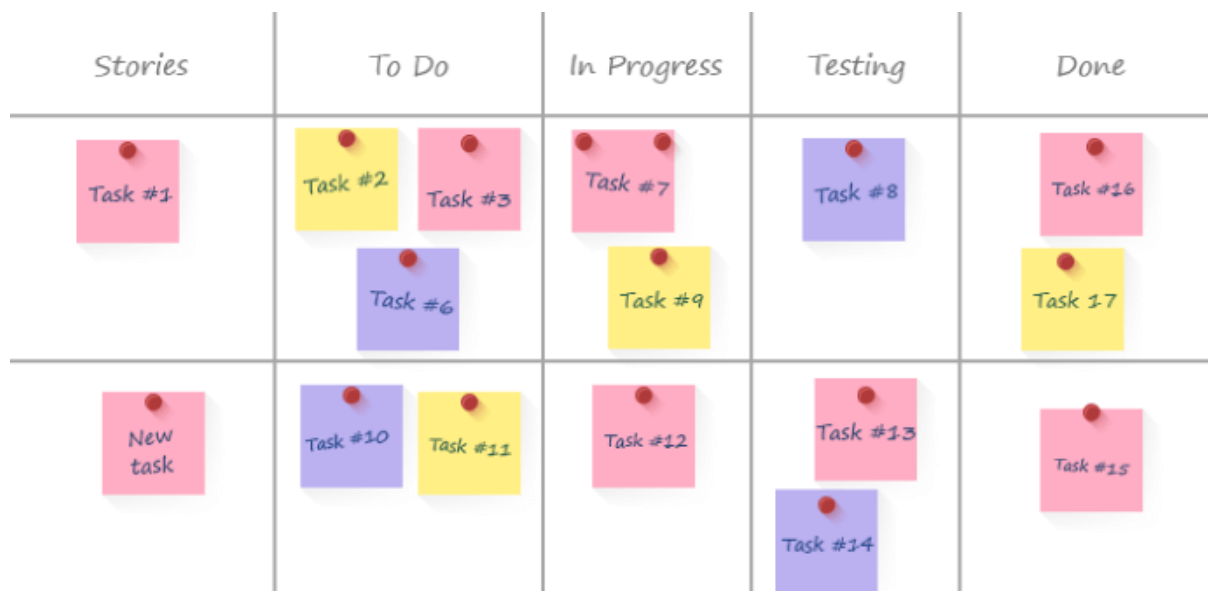 Stories
To Do
In Progress
Testing
Done
Task #1
Task #2
Task #3
Task #6
Task #7
Task #9
Task #8
Task #16
Task 17
New
task
Task #10
Task #11
Task #12
Task #13
Task #14
Task #15